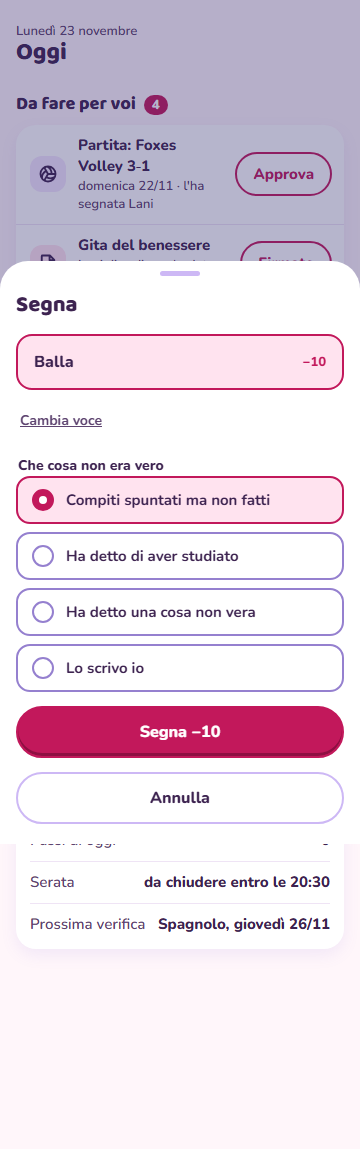 Lunedì 23 novembre
Oggi
Da fare per voi 4
Partita: Foxes
Volley 3-1
domenica 22/11 · l'ha
segnata Lani
Approva
Gita del benessere
Segna
Balla −10
Cambia voce
Che cosa non era vero
Compiti spuntati ma non fatti
Ha detto di aver studiato
Ha detto una cosa non vera
Lo scrivo io
Segna −10
Annulla
Serata da chiudere entro le 20:30
Prossima verifica Spagnolo, giovedì 26/11